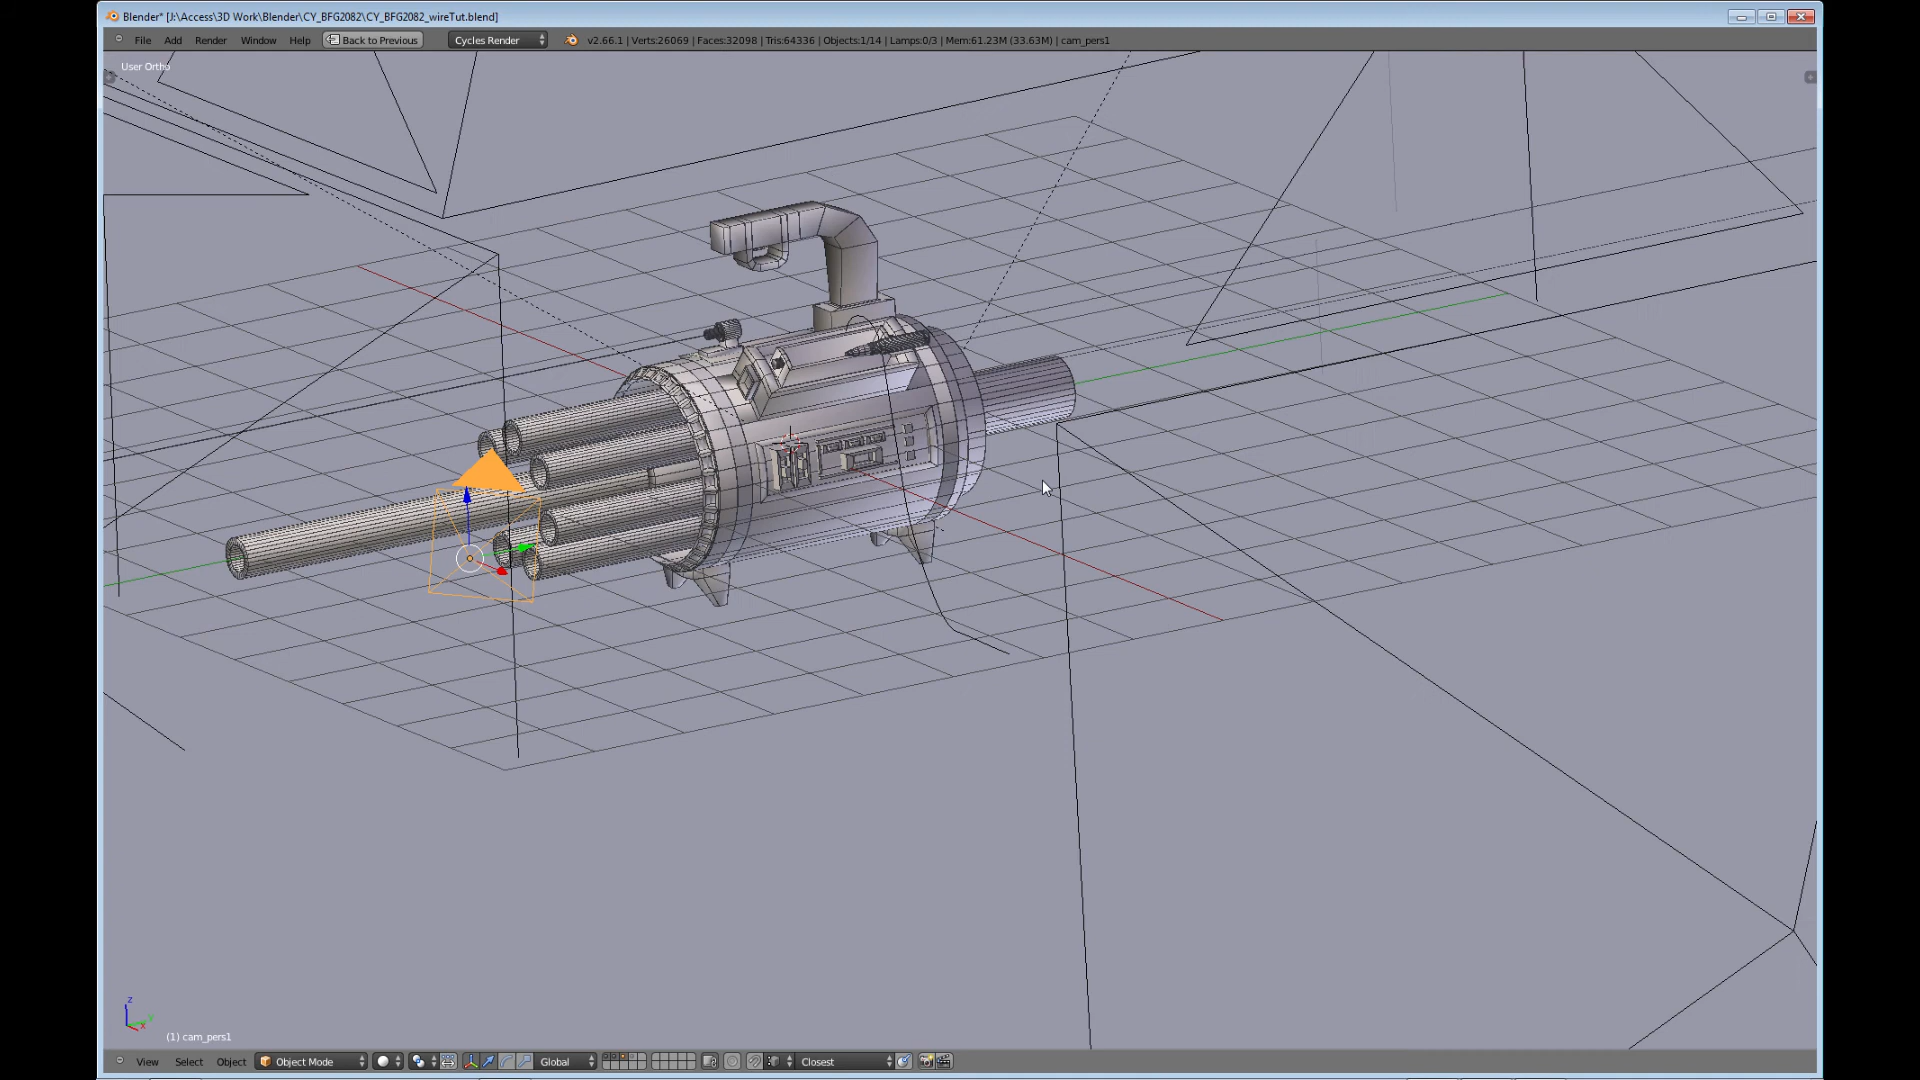 Blender* [J:\Access\3D Work\Blender\CY_BFG2082\CY_BFG2082_wireTut.blend]
File Add Render Window Help Back to Previous Cycles Render v2.66.1 | Verts:26069 | Faces:32098 | Tris:64336 | Objects:1/14 | Lamps:0/3 | Mem:61.23M (33.63M) | cam_pers1
User Ortho
z
y
x
(1) cam_pers1
View Select Object Object Mode Global Closest